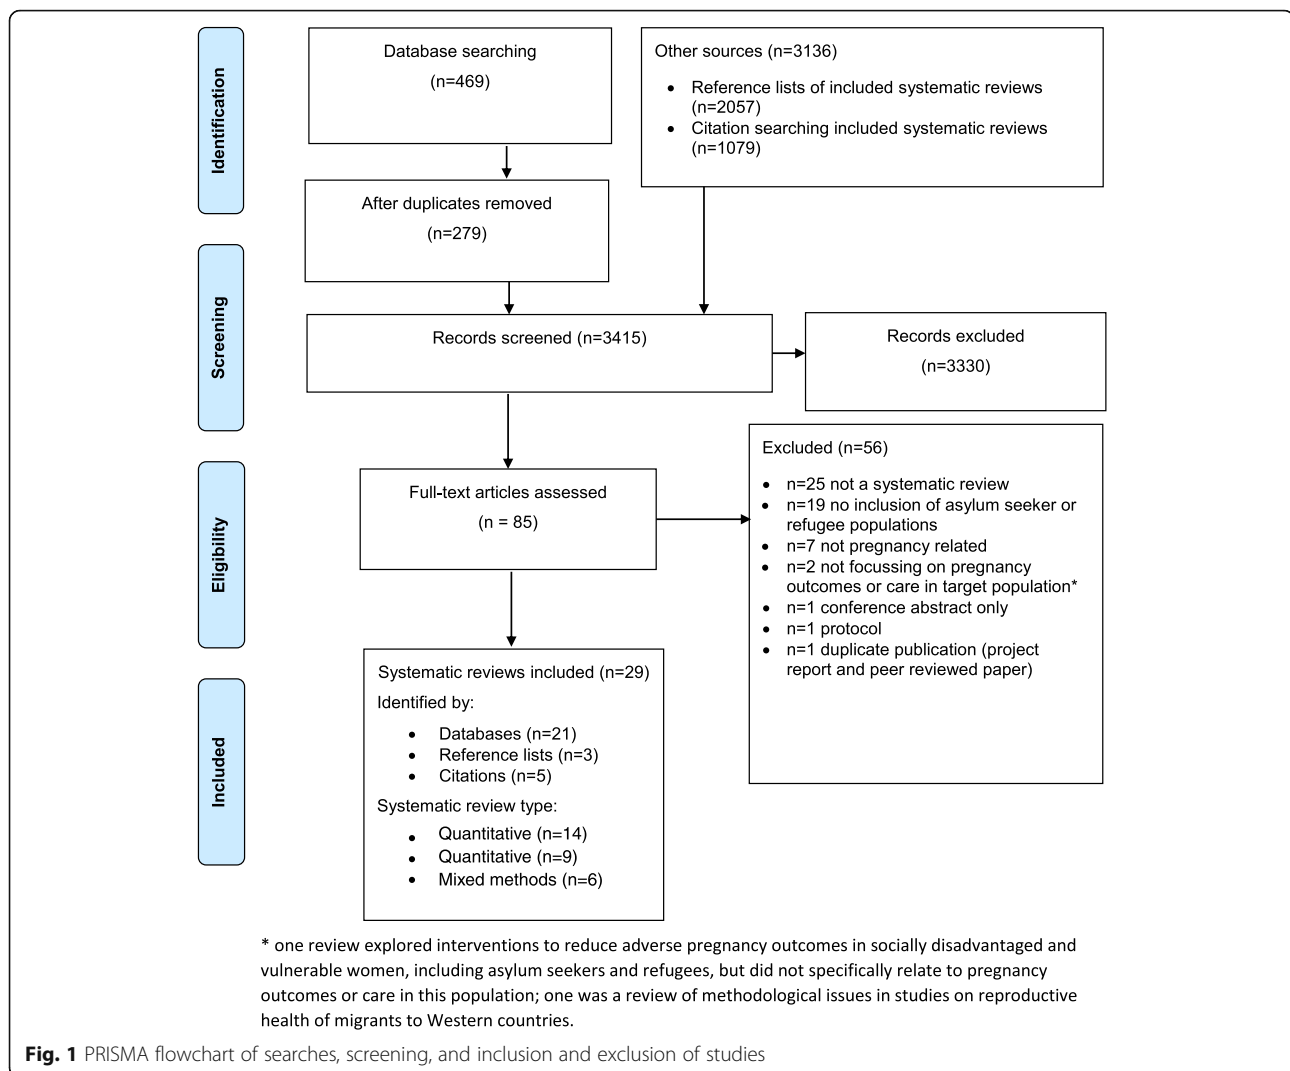 Identification
Database searching
(n=469)
Other sources (n=3136)
• Reference lists of included systematic reviews
(n=2057)
• Citation searching included systematic reviews
(n=1079)
After duplicates removed
(n=279)
Screening
Records screened (n=3415)
Records excluded
(n=3330)
Eligibility
Full-text articles assessed
(n = 85)
Excluded (n=56)
• n=25 not a systematic review
• n=19 no inclusion of asylum seeker or
refugee populations
• n=7 not pregnancy related
• n=2 not focussing on pregnancy
outcomes or care in target population*
• n=1 conference abstract only
• n=1 protocol
• n=1 duplicate publication (project
report and peer reviewed paper)
Included
Systematic reviews included (n=29)
Identified by:
• Databases (n=21)
• Reference lists (n=3)
• Citations (n=5)
Systematic review type:
• Quantitative (n=14)
• Quantitative (n=9)
• Mixed methods (n=6)
* one review explored interventions to reduce adverse pregnancy outcomes in socially disadvantaged and
vulnerable women, including asylum seekers and refugees, but did not specifically relate to pregnancy
outcomes or care in this population; one was a review of methodological issues in studies on reproductive
health of migrants to Western countries.
Fig. 1 PRISMA flowchart of searches, screening, and inclusion and exclusion of studies